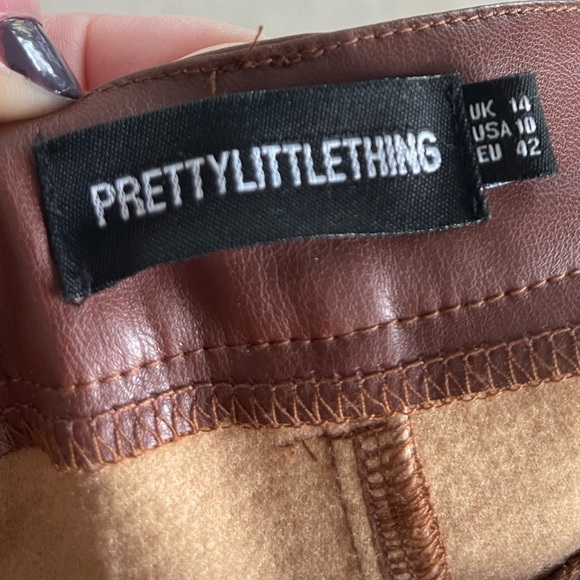 PRETTYLITTLETHING
UK 14
USA 10
EU 42